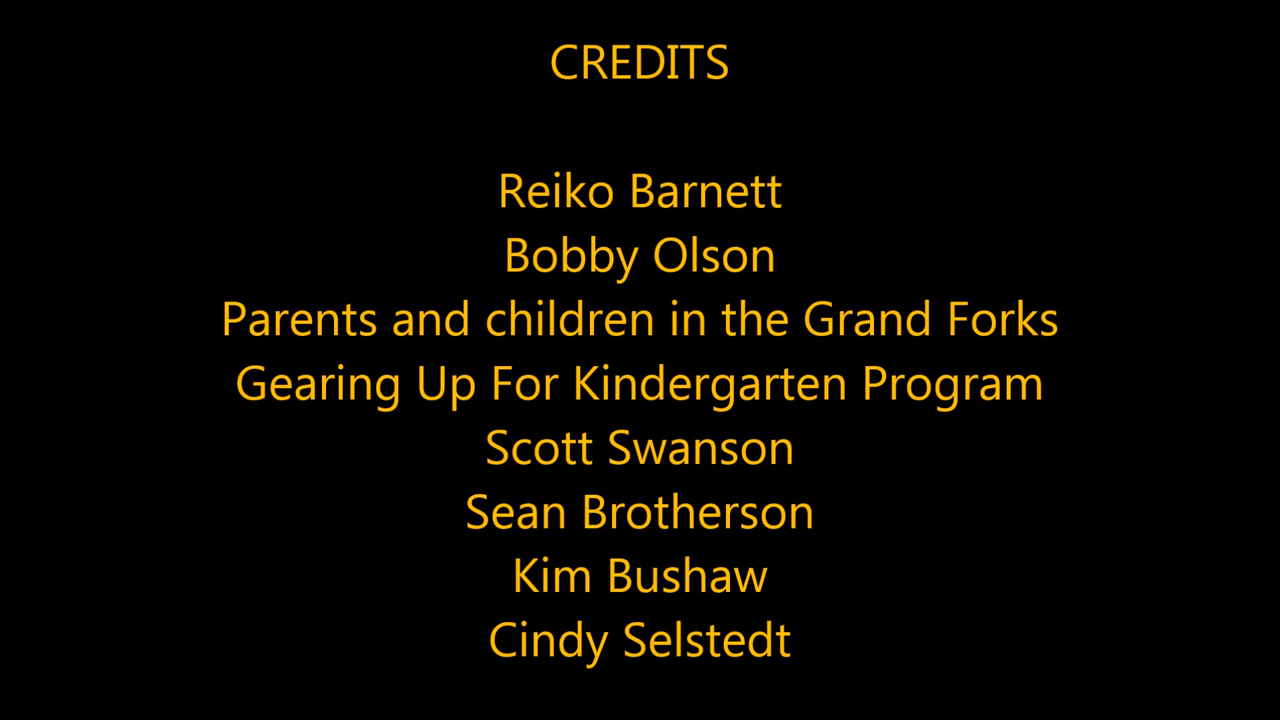 CREDITS
Reiko Barnett
Bobby Olson
Parents and children in the Grand Forks
Gearing Up For Kindergarten Program
Scott Swanson
Sean Brotherson
Kim Bushaw
Cindy Selstedt